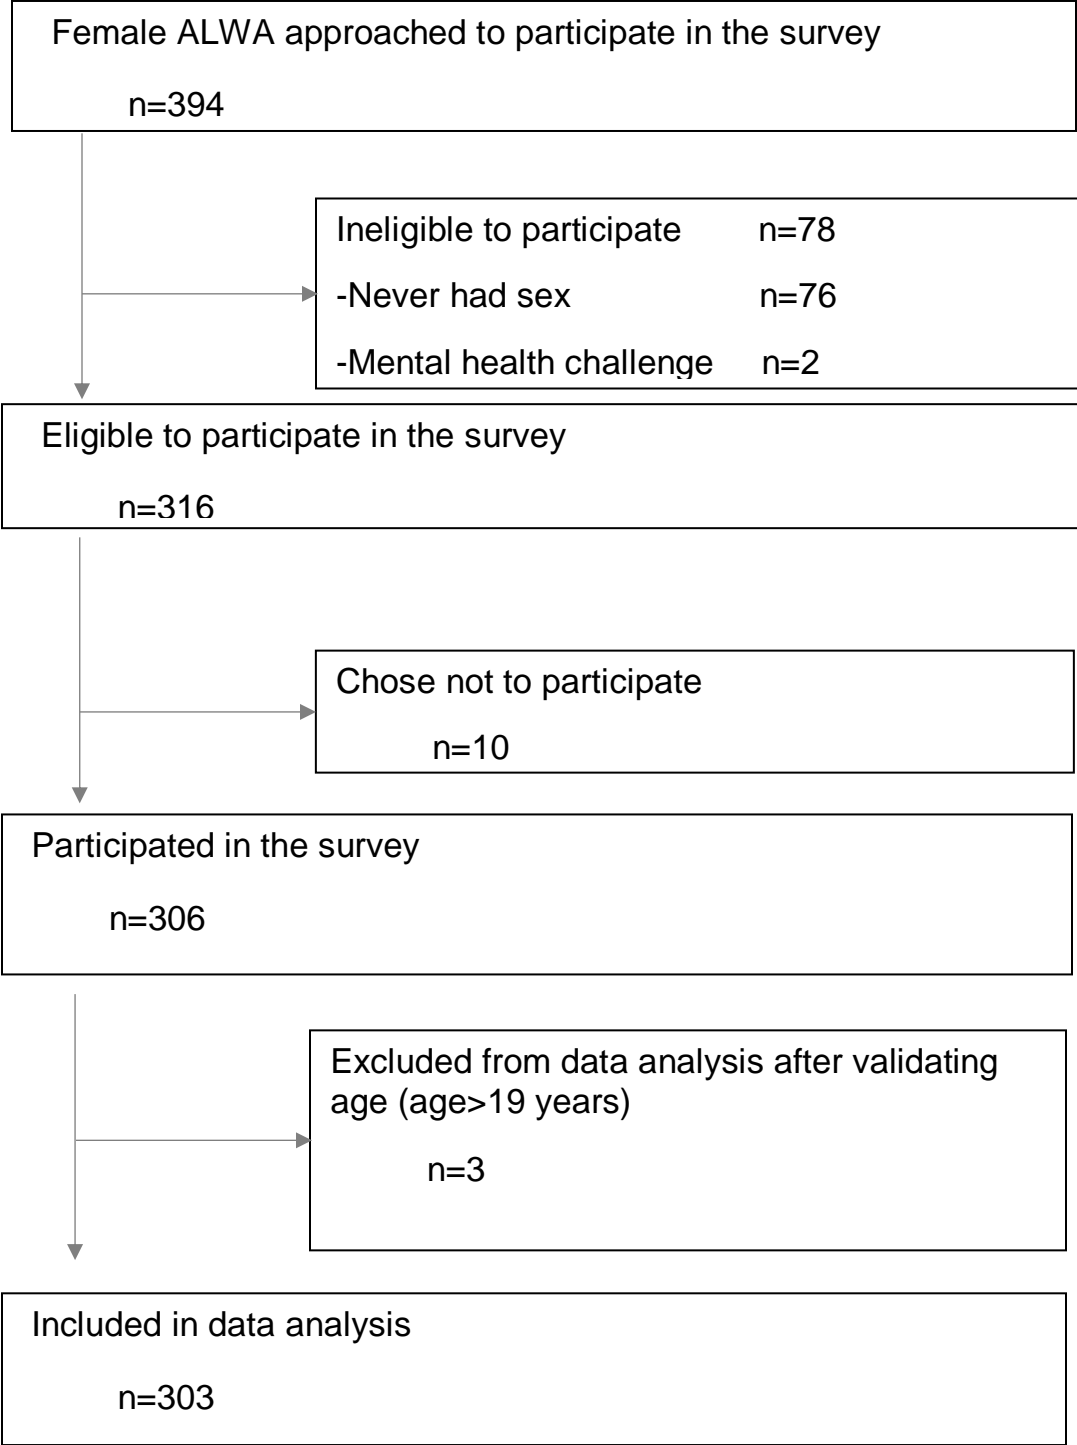 Female ALWA approached to participate in the survey
n=394
Ineligible to participate n=78
-Never had sex n=76
-Mental health challenge n=2
Eligible to participate in the survey
n=316
Chose not to participate
n=10
Participated in the survey
n=306
Excluded from data analysis after validating
age (age>19 years)
n=3
Included in data analysis
n=303